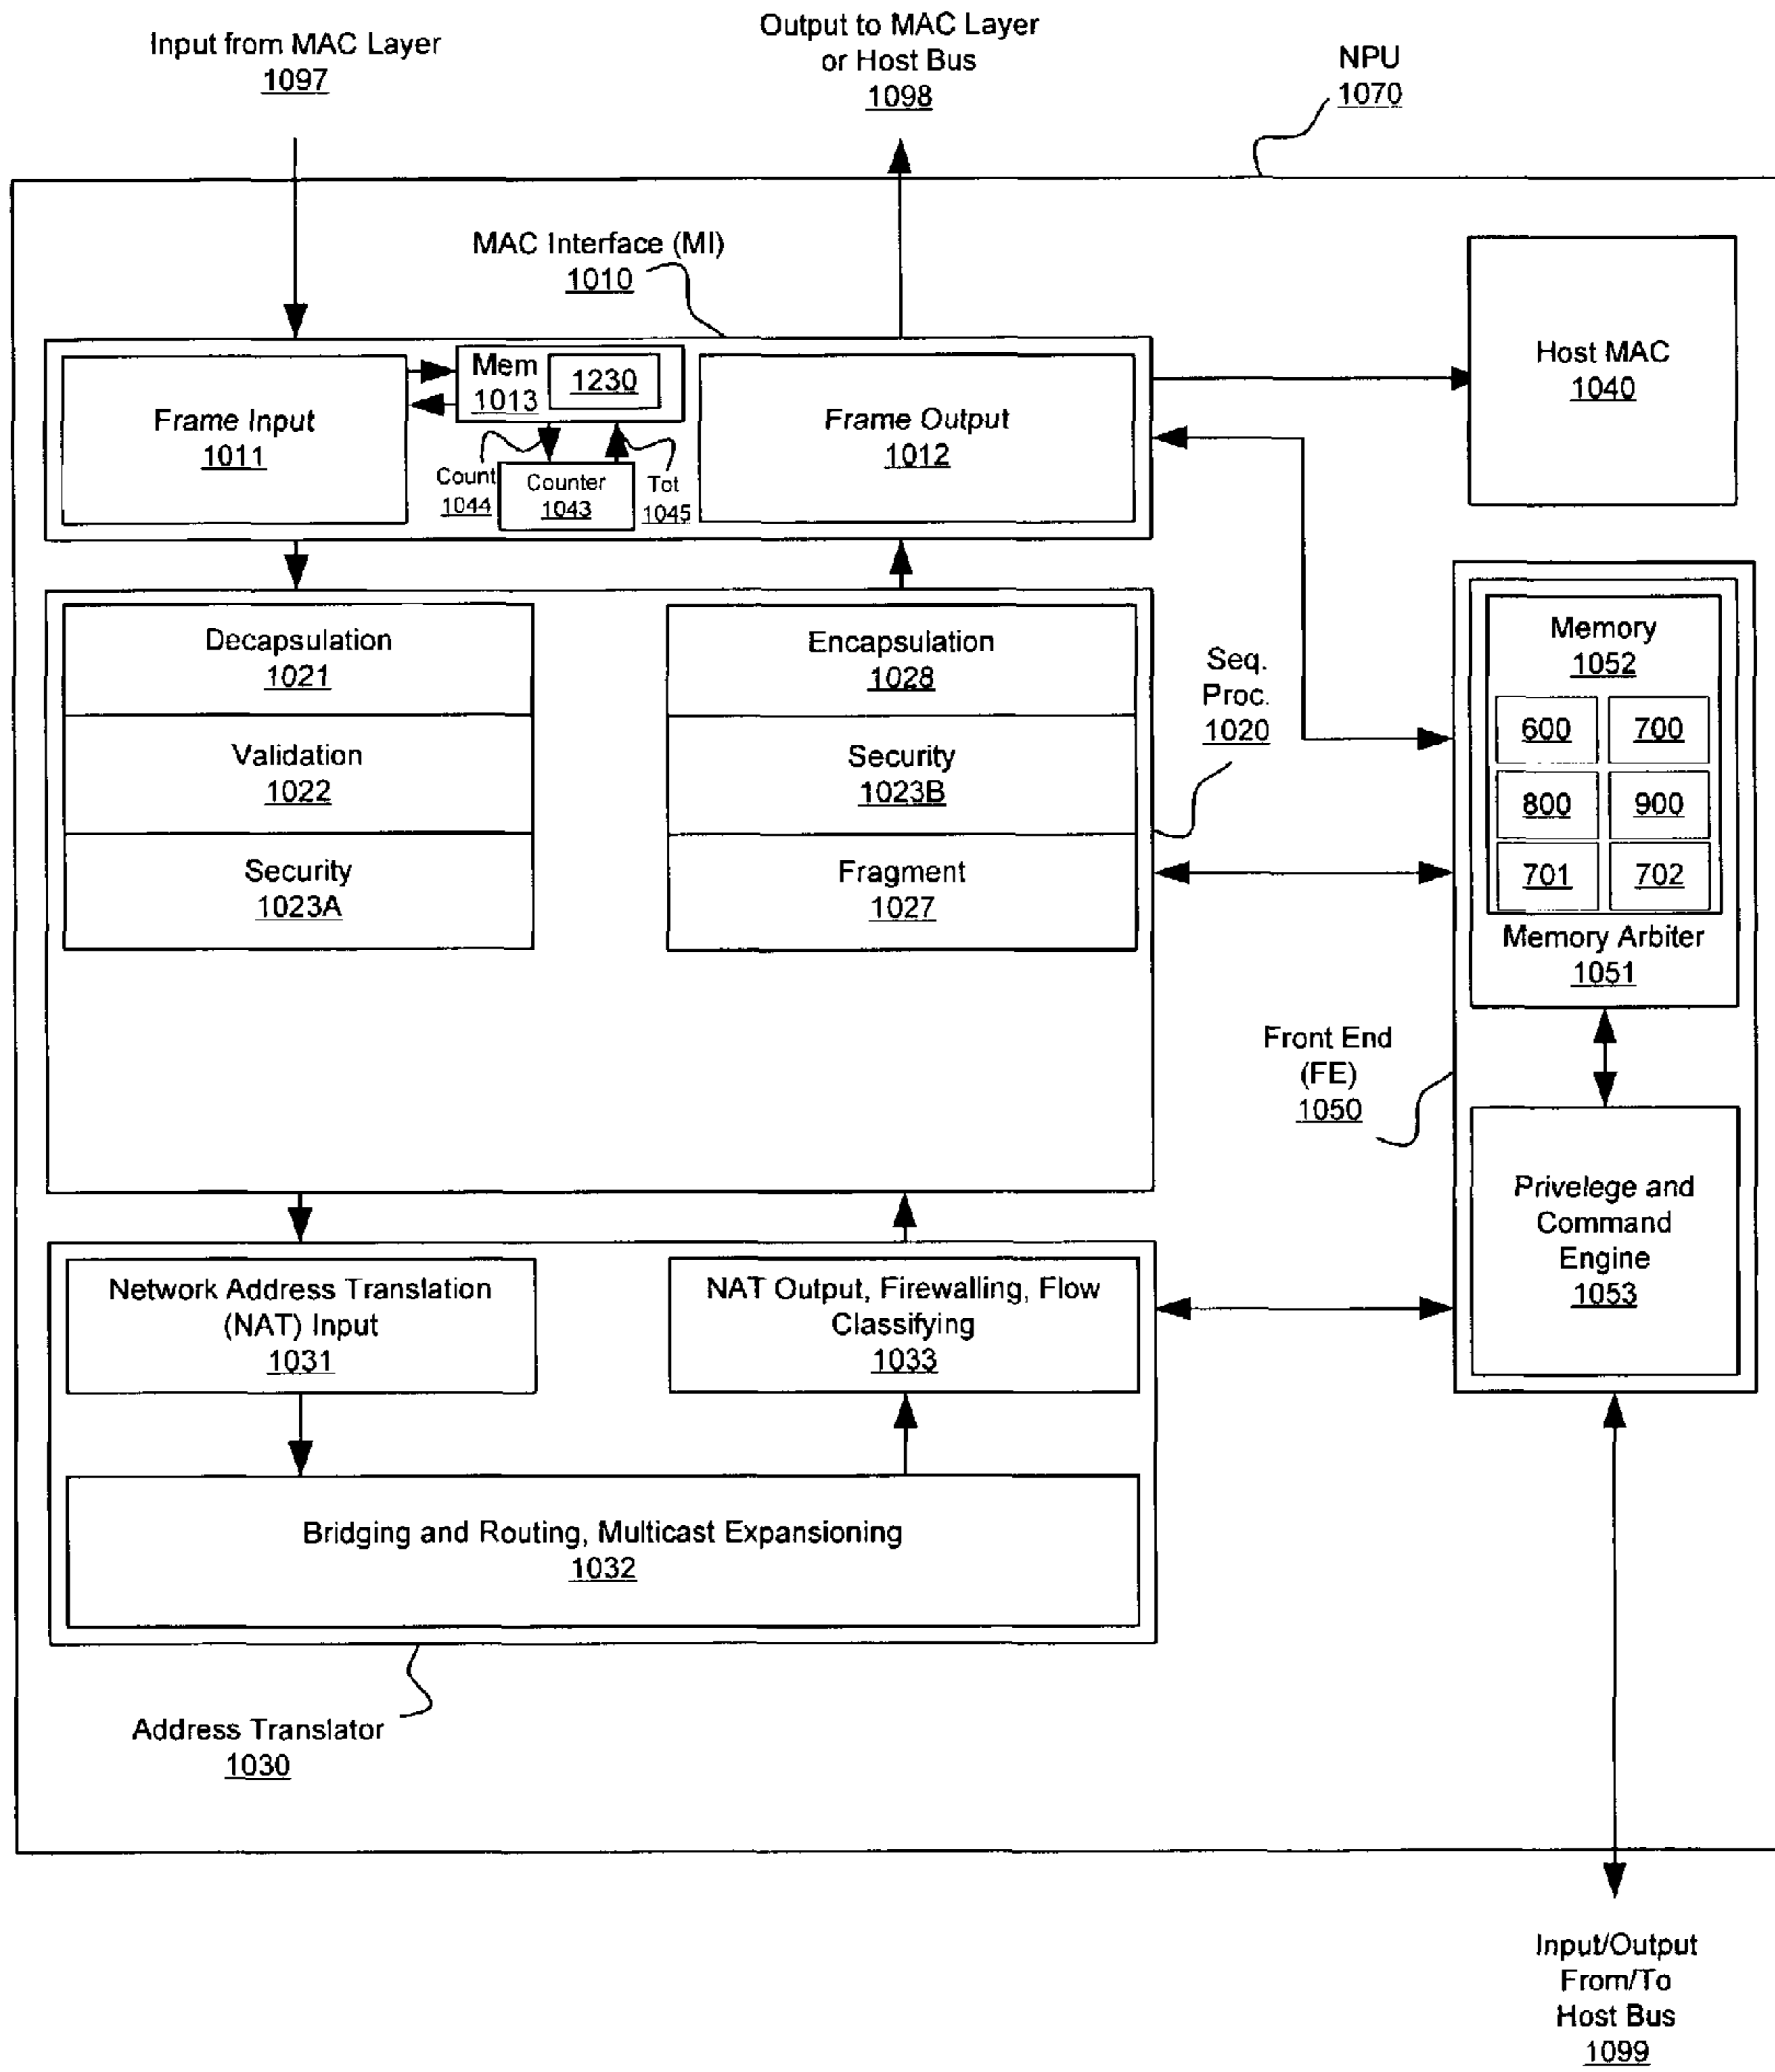 Input from MAC Layer
1097
Output to MAC Layer
or Host Bus
1098
NPU
1070
MAC Interface (MI)
1010
Frame Input
1011
Mem
1013
1230
Count
1044
Counter
1043
Tot
1045
Frame Output
1012
Host MAC
1040
Decapsulation
1021
Validation
1022
Security
1023A
Encapsulation
1028
Security
1023B
Fragment
1027
Seq.
Proc.
1020
Memory
1052
600
700
800
900
701
702
Memory Arbiter
1051
Front End
(FE)
1050
Privelege and
Command
Engine
1053
Network Address Translation
(NAT) Input
1031
NAT Output, Firewalling, Flow
Classifying
1033
Bridging and Routing, Multicast Expansioning
1032
Address Translator
1030
Input/Output
From/To
Host Bus
1099